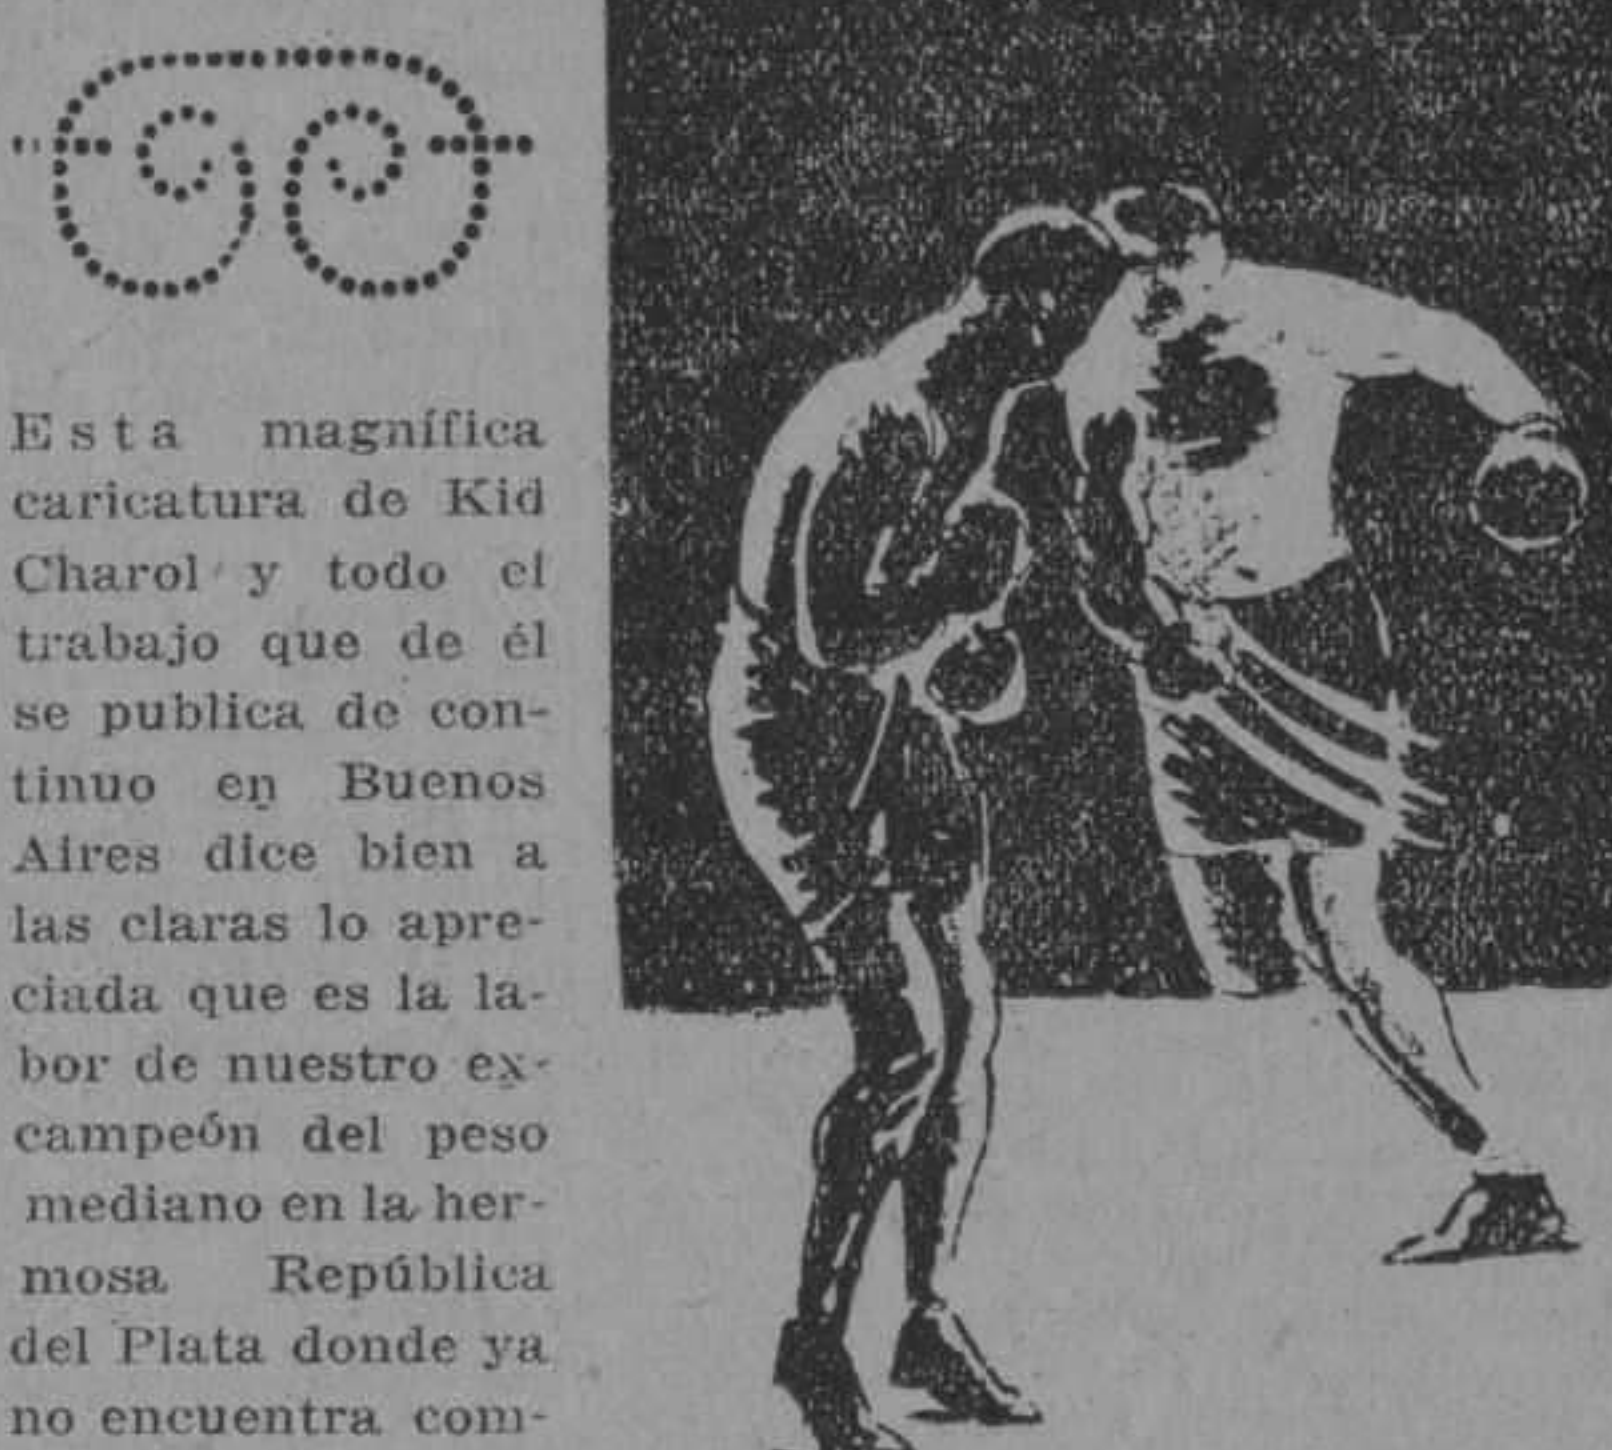 Esta magnífica
caricatura de Kid
Charol y todo el
trabajo que de él
se publica de con-
tinuo en Buenos
Aires dice bien a
las claras lo apre-
ciada que es la la-
bor de nuestro ex-
campeón del peso
mediano en la her-
mosa República
del Plata donde ya
no encuentra com-